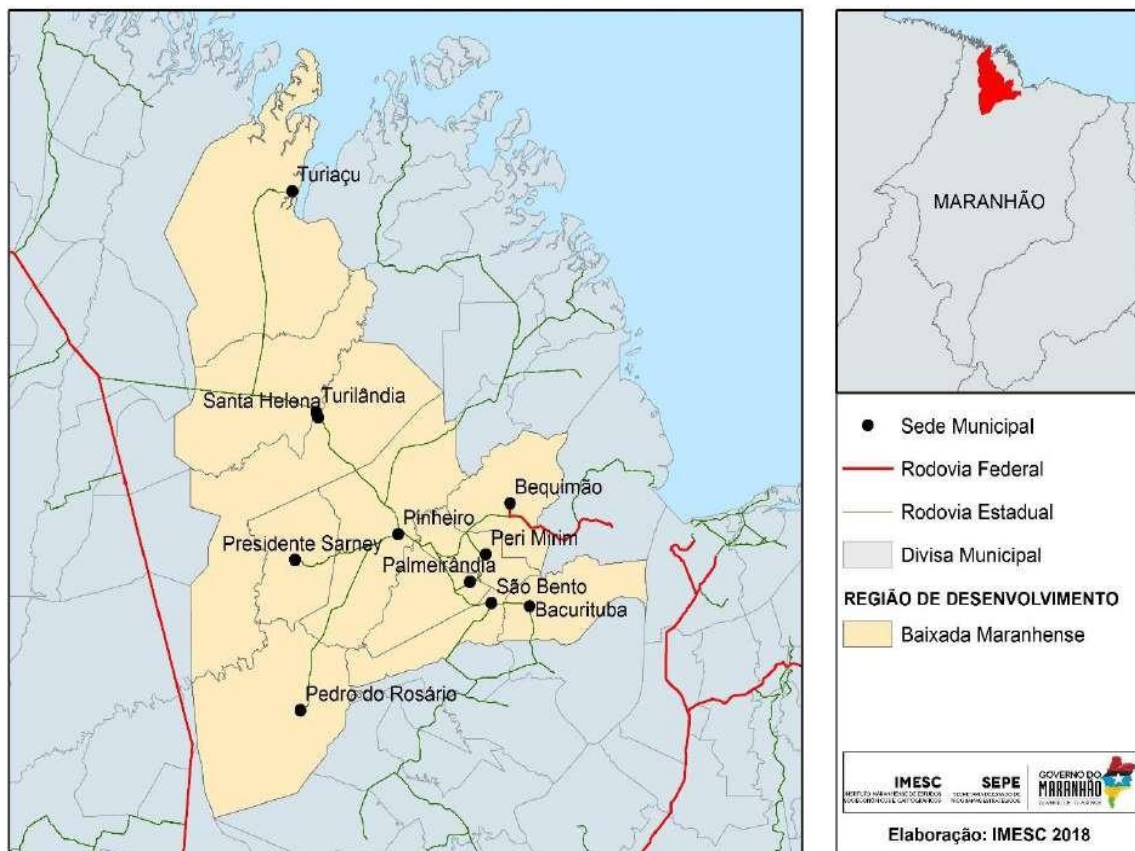 Turiaçu
Santa Helena
Turilândia
Bequimão
Pinheiro
Presidente Sarney
Peri Mirim
Palmeirândia
São Bento
Bacurituba
Pedro do Rosário
MARANHÃO
Sede Municipal
Rodovia Federal
Rodovia Estadual
Divisa Municipal
REGIÃO DE DESENVOLVIMENTO
Baixada Maranhense
IMESC
SEPE
GOVERNO DO
MARANHÃO
Elaboração: IMESC 2018